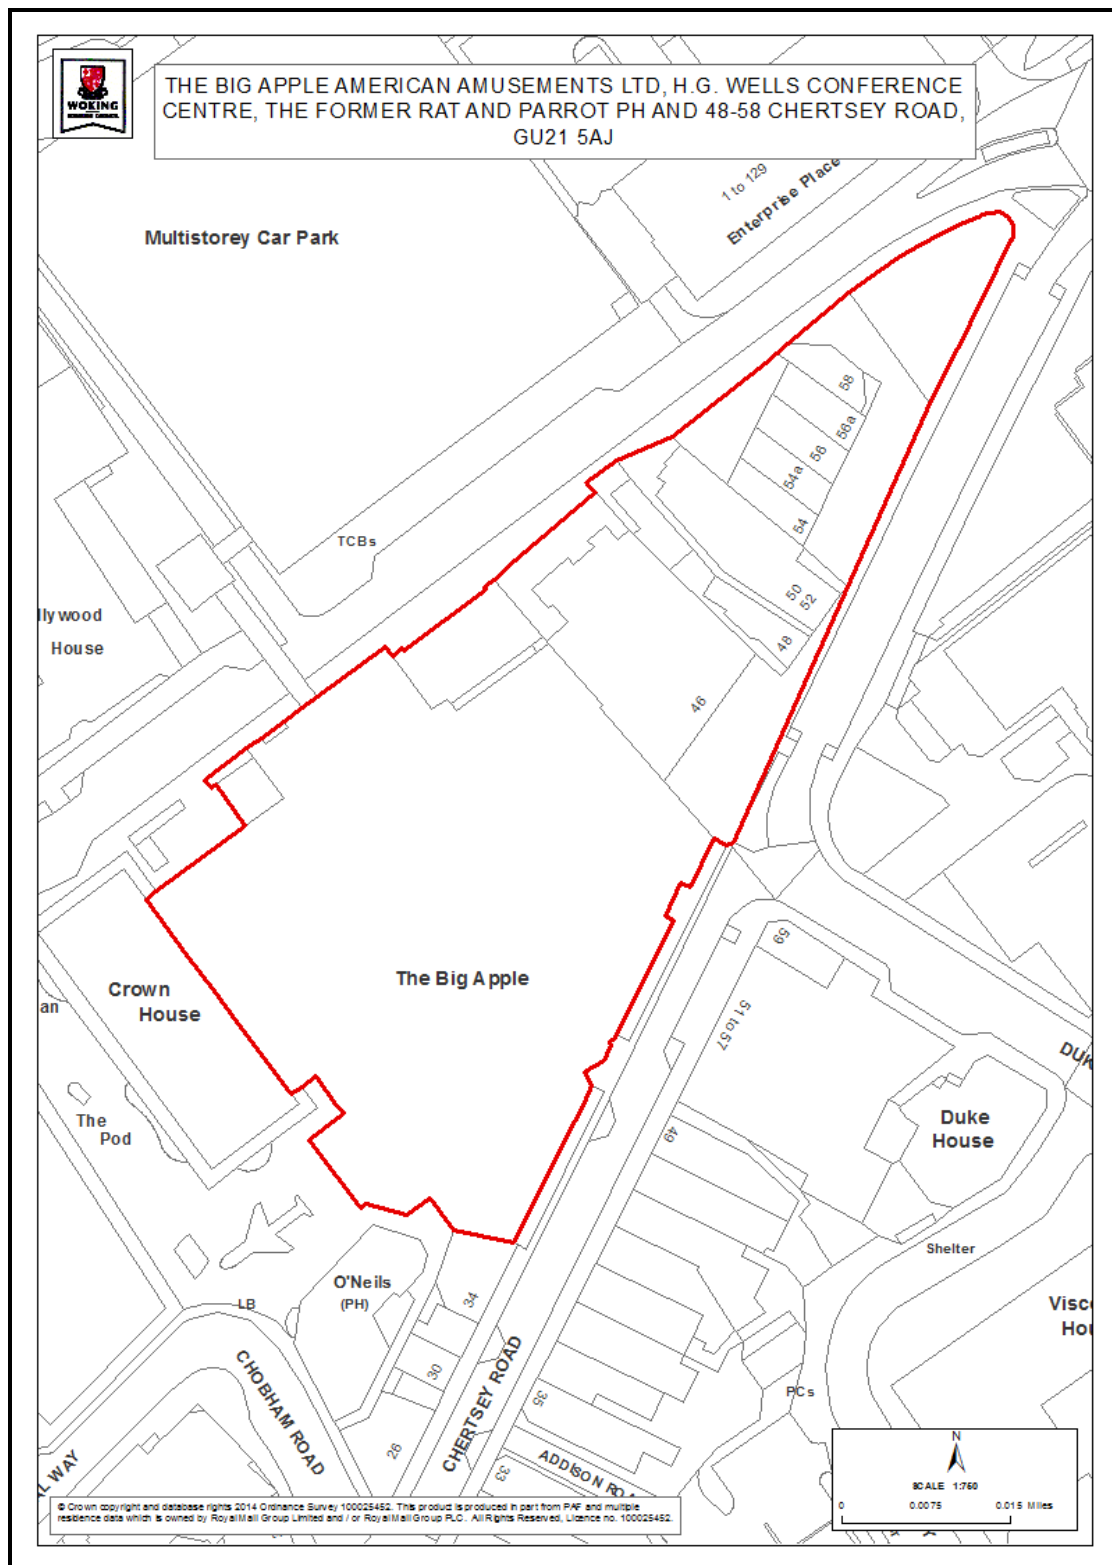 WOKING
BOROUGH COUNCIL
THE BIG APPLE AMERICAN AMUSEMENTS LTD, H.G. WELLS CONFERENCE
CENTRE, THE FORMER RAT AND PARROT PH AND 48-58 CHERTSEY ROAD,
GU21 5AJ
1 to 129
Enterprise Place
Multistorey Car Park
58
56a
56
54a
54
TCBs
50
52
48
46
llywood
House
The Big Apple
Crown
House
an
The
Pod
59
51 to 57
DUK
49
Duke
House
Shelter
O'Neils
(PH)
LB
34
30
26
Visc
Hou
CHOBHAM ROAD
CHERTSEY ROAD
35
33
PCs
ADDISON ROA
L WAY
Y
N
SCALE 1:750
0 0.0075 0.015 Miles
© Crown copyright and database rights 2014 Ordnance Survey 100025452. This product is produced in part from PAF and multiple
residence data which is owned by Royal Mail Group Limited and / or Royal Mail Group PLC. All Rights Reserved, Licence no. 100025452.